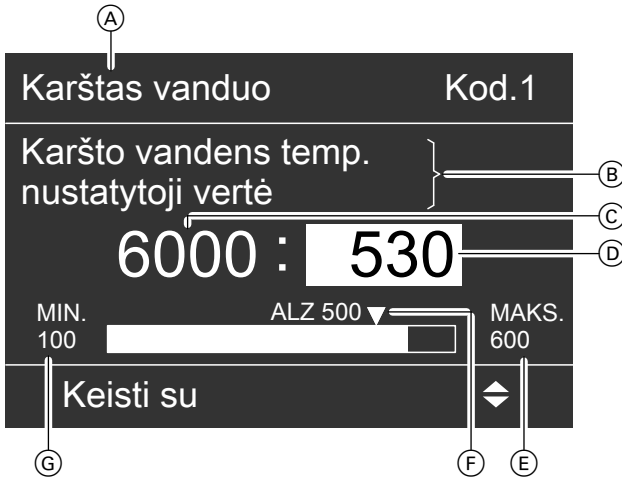 A
Karštas vanduo Kod.1
Karšto vandens temp.
nustatytoji vertė
B
C
6000 : 530
D
MIN. ALZ 500 MAKS.
100 600
Keisti su
G F E